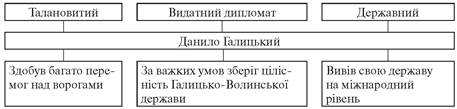 Талановитий
Видатний дипломат
Державний
Данило Галицький
Здобув багато пере-
мог над ворогами
За важких умов зберіг ціліс-
ність Галицько-Волинської
держави
Вивів свою державу
на міжнародний
рівень